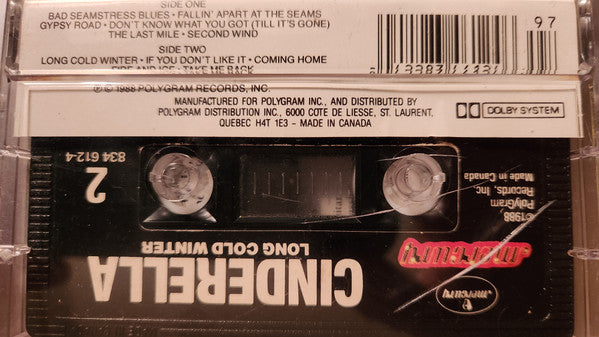 SIDE ONE
BAD SEAMSTRESS BLUES • FALLIN' APART AT THE SEAMS
GYPSY ROAD • DON'T KNOW WHAT YOU GOT (TILL IT'S GONE)
THE LAST MILE • SECOND WIND
SIDE TWO
LONG COLD WINTER • IF YOU DON'T LIKE IT • COMING HOME
FIRE AND ICE • TAKE ME BACK
97
℗ © 1988 POLYGRAM RECORDS, INC.
MANUFACTURED FOR POLYGRAM INC., AND DISTRIBUTED BY
POLYGRAM DISTRIBUTION INC., 6000 COTE DE LIESSE, ST. LAURENT.
QUEBEC H4T 1E3 - MADE IN CANADA
DOLBY SYSTEM
mercury
mercury
CINDERELLA
LONG COLD WINTER
©1988
PolyGram
Records, Inc
Made in Canada
2
834 612-4